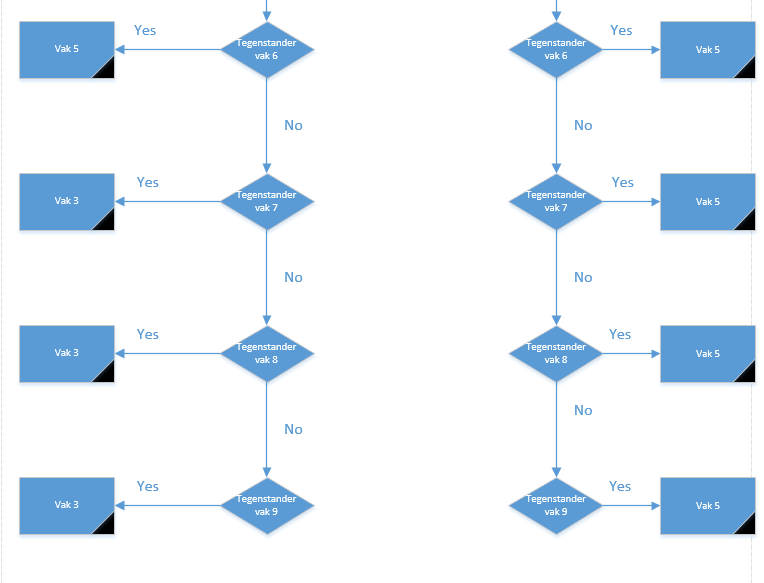 Yes
Yes
Vak 5
Tegenstander
vak 6
Tegenstander
vak 6
Vak 5
No
No
Yes
Yes
Vak 3
Tegenstander
vak 7
Tegenstander
vak 7
Vak 5
No
No
Yes
Yes
Vak 3
Tegenstander
vak 8
Tegenstander
vak 8
Vak 5
No
No
Yes
Yes
Vak 3
Tegenstander
vak 9
Tegenstander
vak 9
Vak 5